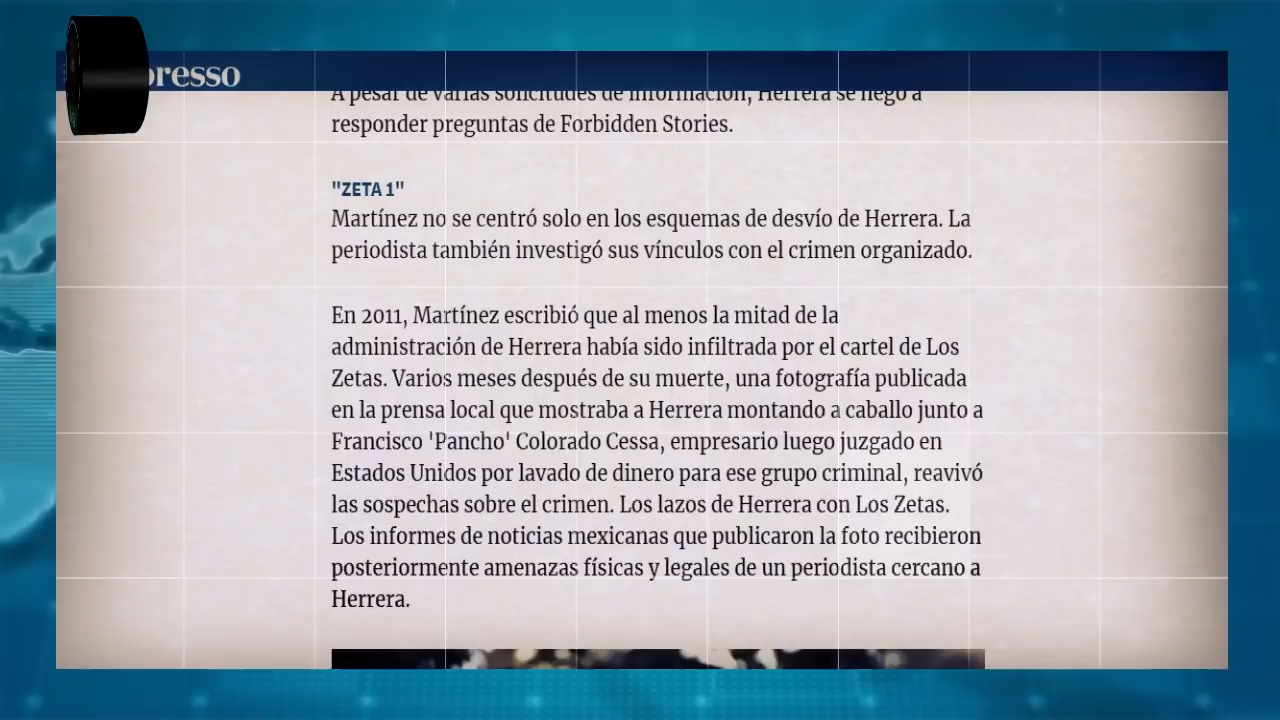 presso
A pesar de varias solicitudes de información, Herrera se negó a
responder preguntas de Forbidden Stories.
"ZETA 1"
Martínez no se centró solo en los esquemas de desvío de Herrera. La
periodista también investigó sus vínculos con el crimen organizado.
En 2011, Martínez escribió que al menos la mitad de la
administración de Herrera había sido infiltrada por el cartel de Los
Zetas. Varios meses después de su muerte, una fotografía publicada
en la prensa local que mostraba a Herrera montando a caballo junto a
Francisco 'Pancho' Colorado Cessa, empresario luego juzgado en
Estados Unidos por lavado de dinero para ese grupo criminal, reavivó
las sospechas sobre el crimen. Los lazos de Herrera con Los Zetas.
Los informes de noticias mexicanas que publicaron la foto recibieron
posteriormente amenazas físicas y legales de un periodista cercano a
Herrera.